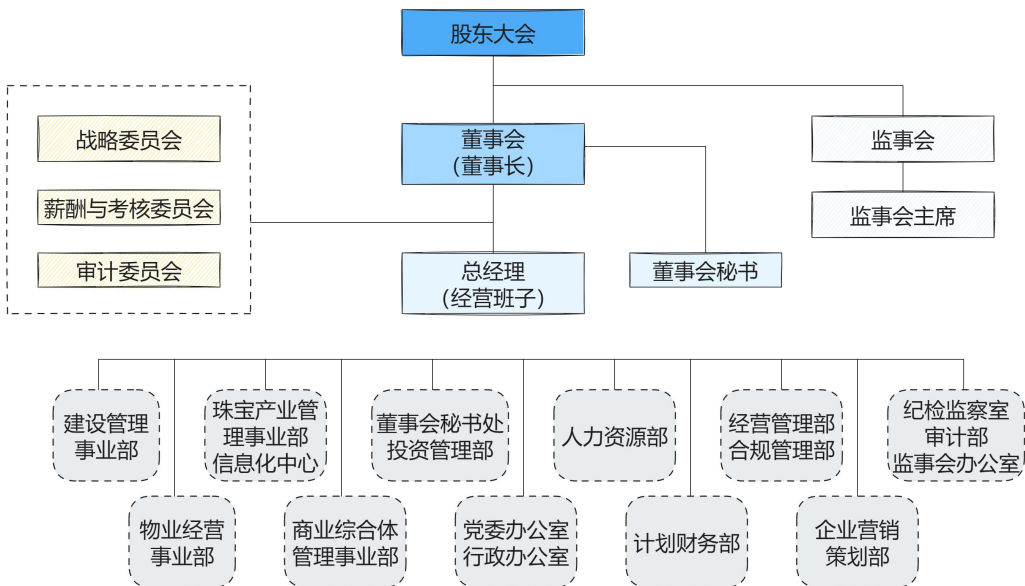 股东大会
战略委员会
薪酬与考核委员会
审计委员会
董事会
（董事长）
监事会
监事会主席
总经理
（经营班子）
董事会秘书
建设管理
事业部
珠宝产业管
理事业部
信息化中心
董事会秘书处
投资管理部
人力资源部
经营管理部
合规管理部
纪检监察室
审计部
监事会办公室
物业经营
事业部
商业综合体
管理事业部
党委办公室
行政办公室
计划财务部
企业营销
策划部